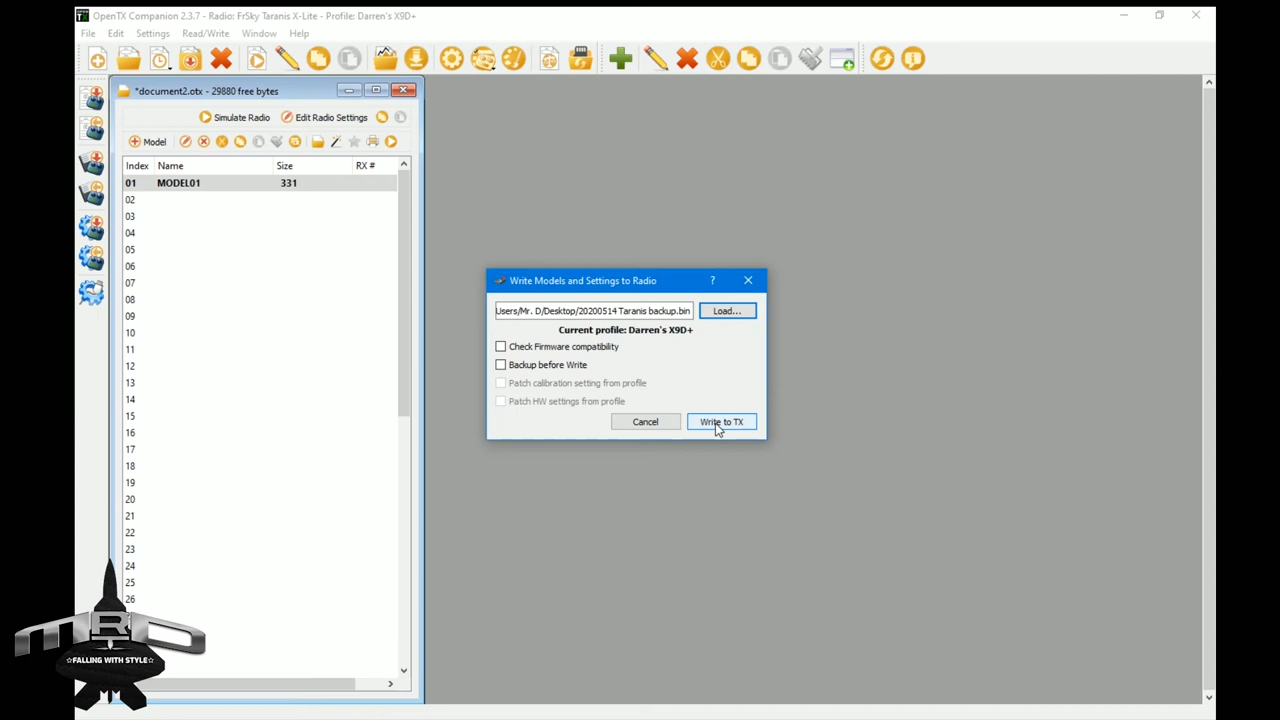 OpenTX Companion 2.3.7 - Radio: FrSky Taranis X-Lite - Profile: Darren's X9D+
File Edit Settings Read/Write Window Help
*document2.otx - 29880 free bytes
Simulate Radio Edit Radio Settings
Model
Index Name Size RX #
01 MODEL01 331
02
03
04
05
06
07
08
09
10
11
12
13
14
15
16
17
18
19
20
21
22
23
24
25
26
Write Models and Settings to Radio
Users/Mr. D/Desktop/20200514 Taranis backup.bin Load...
Current profile: Darren's X9D+
Check Firmware compatibility
Backup before Write
Patch calibration setting from profile
Patch HW settings from profile
Cancel Write to TX
MRD
☆FALLING WITH STYLE☆